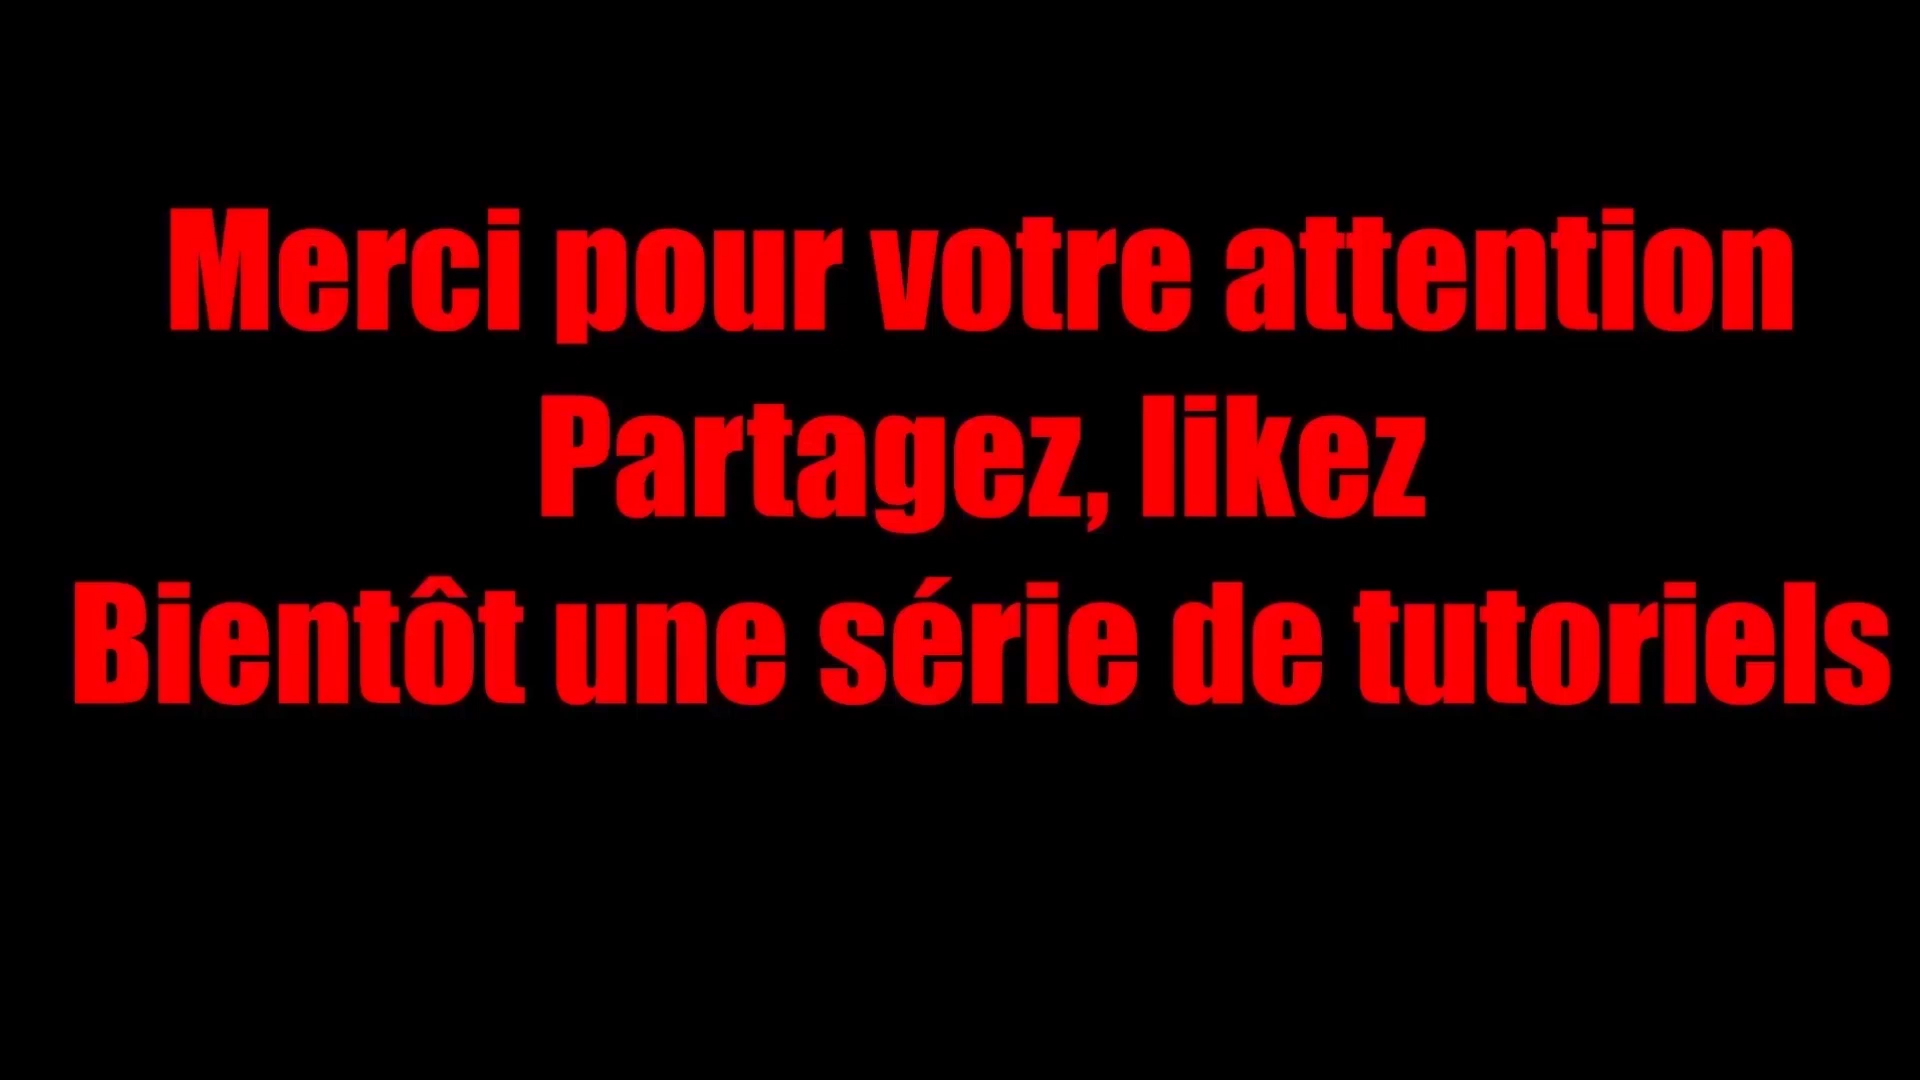 Merci pour votre attention
Partagez, likez
Bientôt une série de tutoriels